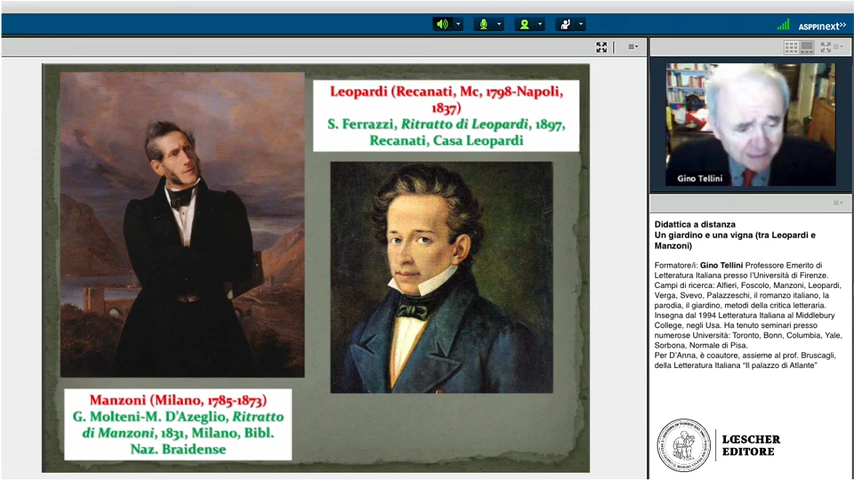 ASPPINext>>
Leopardi (Recanati, Mc, 1798-Napoli,
1837)
S. Ferrazzi, Ritratto di Leopardi, 1897,
Recanati, Casa Leopardi
Manzoni (Milano, 1785-1873)
G. Molteni-M. D'Azeglio, Ritratto
di Manzoni, 1831, Milano, Bibl.
Naz. Braidense
Gino Tellini
Didattica a distanza
Un giardino e una vigna (tra Leopardi e
Manzoni)
Formatore/i: Gino Tellini Professore Emerito di
Letteratura Italiana presso l'Università di Firenze.
Campi di ricerca: Alfieri, Foscolo, Manzoni, Leopardi,
Verga, Svevo, Palazzeschi, il romanzo italiano, la
parodia, il giardino, metodi della critica letteraria.
Insegna dal 1994 Letteratura Italiana al Middlebury
College, negli Usa. Ha tenuto seminari presso
numerose Università: Toronto, Bonn, Columbia, Yale,
Sorbona, Normale di Pisa.
Per D'Anna, è coautore, assieme al prof. Bruscagli,
della Letteratura Italiana "Il palazzo di Atlante"
LŒSCHER
EDITORE